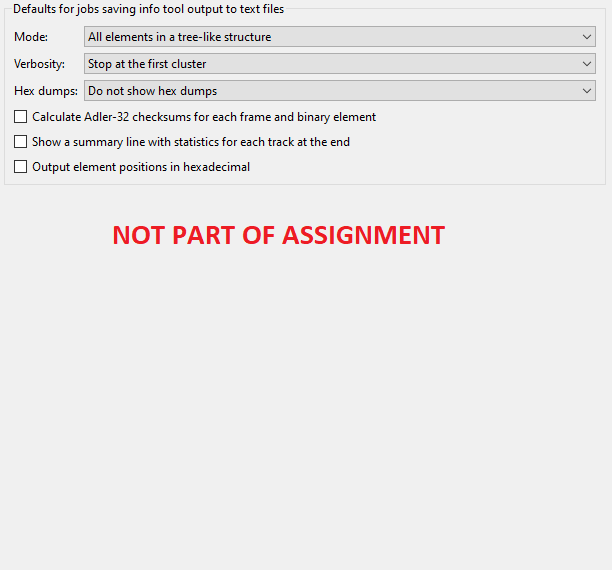 Defaults for jobs saving info tool output to text files
Mode: All elements in a tree-like structure
Verbosity: Stop at the first cluster
Hex dumps: Do not show hex dumps
Calculate Adler-32 checksums for each frame and binary element
Show a summary line with statistics for each track at the end
Output element positions in hexadecimal
NOT PART OF ASSIGNMENT